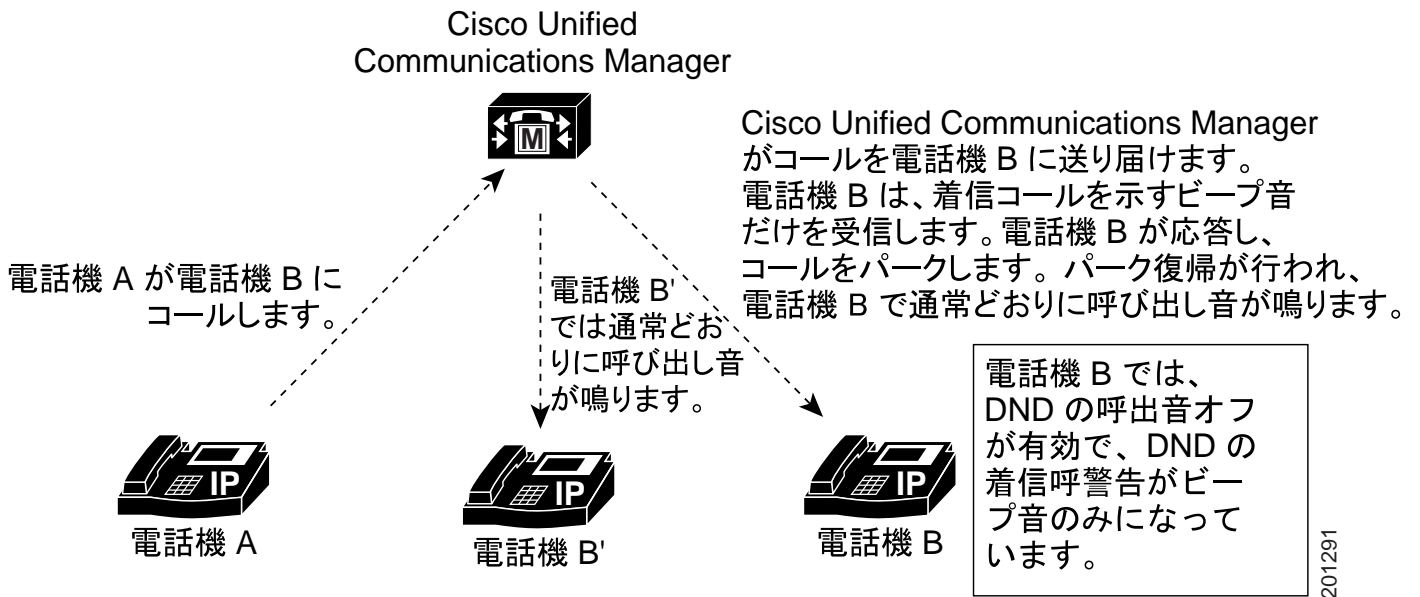 Cisco Unified
Communications Manager
M
Cisco Unified Communications Manager
がコールを電話機 B に送り届けます。
電話機 B は、着信コールを示すビープ音
だけを受信します。電話機 B が応答し、
コールをパークします。パーク復帰が行われ、
電話機 B で通常どおりに呼び出し音が鳴ります。
電話機 A が電話機 B に
コールします。
電話機 B'
では通常どお
りに呼び出し音
が鳴ります。
電話機 B では、
DND の呼出音オフ
が有効で、DND の
着信呼警告がビー
プ音のみになって
います。
IP
電話機 A
IP
電話機 B'
IP
電話機 B
201291